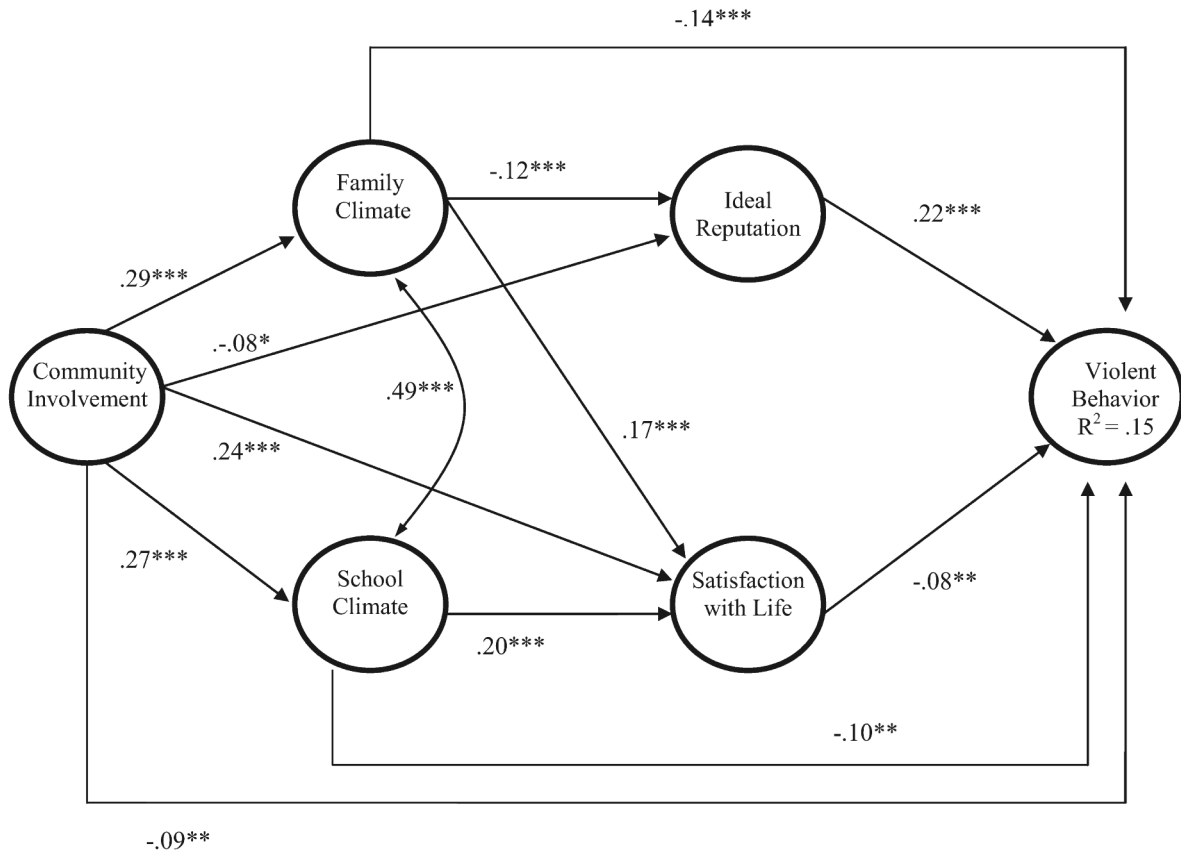 -.14***
Family
Climate
-.12***
Ideal
Reputation
.22***
.29***
.-.08*
Community
Involvement
.49***
Violent
Behavior
R² = .15
.24***
.17***
.27***
School
Climate
Satisfaction
with Life
-.08**
.20***
-.10**
-.09**